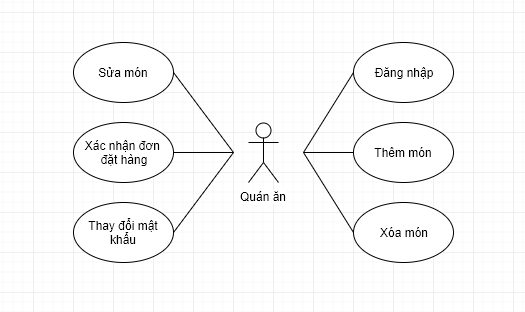 Sửa món
Đăng nhập
Xác nhận đơn
đặt hàng
Thêm món
Quán ăn
Thay đổi mật
khẩu
Xóa món